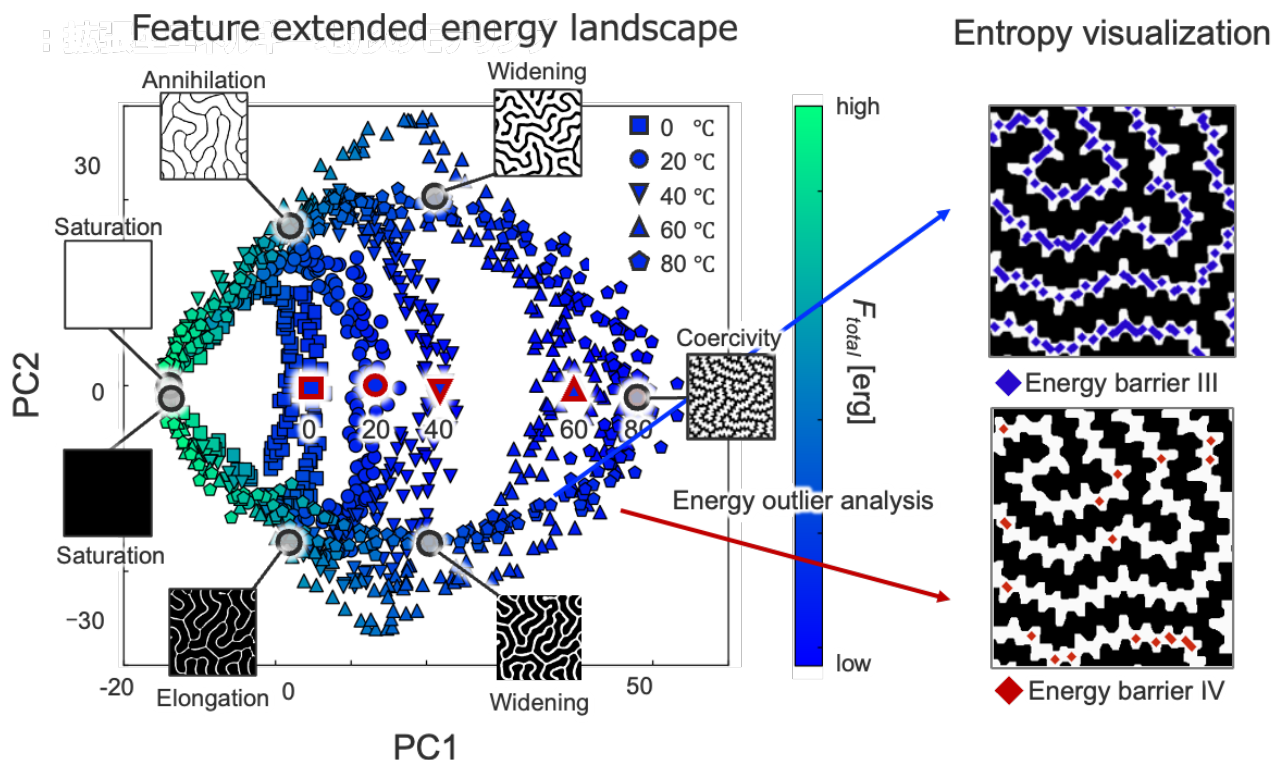 Feature extended energy landscape
Entropy visualization
Annihilation
Widening
high
0 ℃
20 ℃
40 ℃
60 ℃
80 ℃
30
Saturation
F total [erg]
Coercivity
PC2
0
0
20
40
60
80
Energy barrier III
Energy outlier analysis
Saturation
−30
low
-20
Elongation
0
Widening
50
Energy barrier IV
PC1